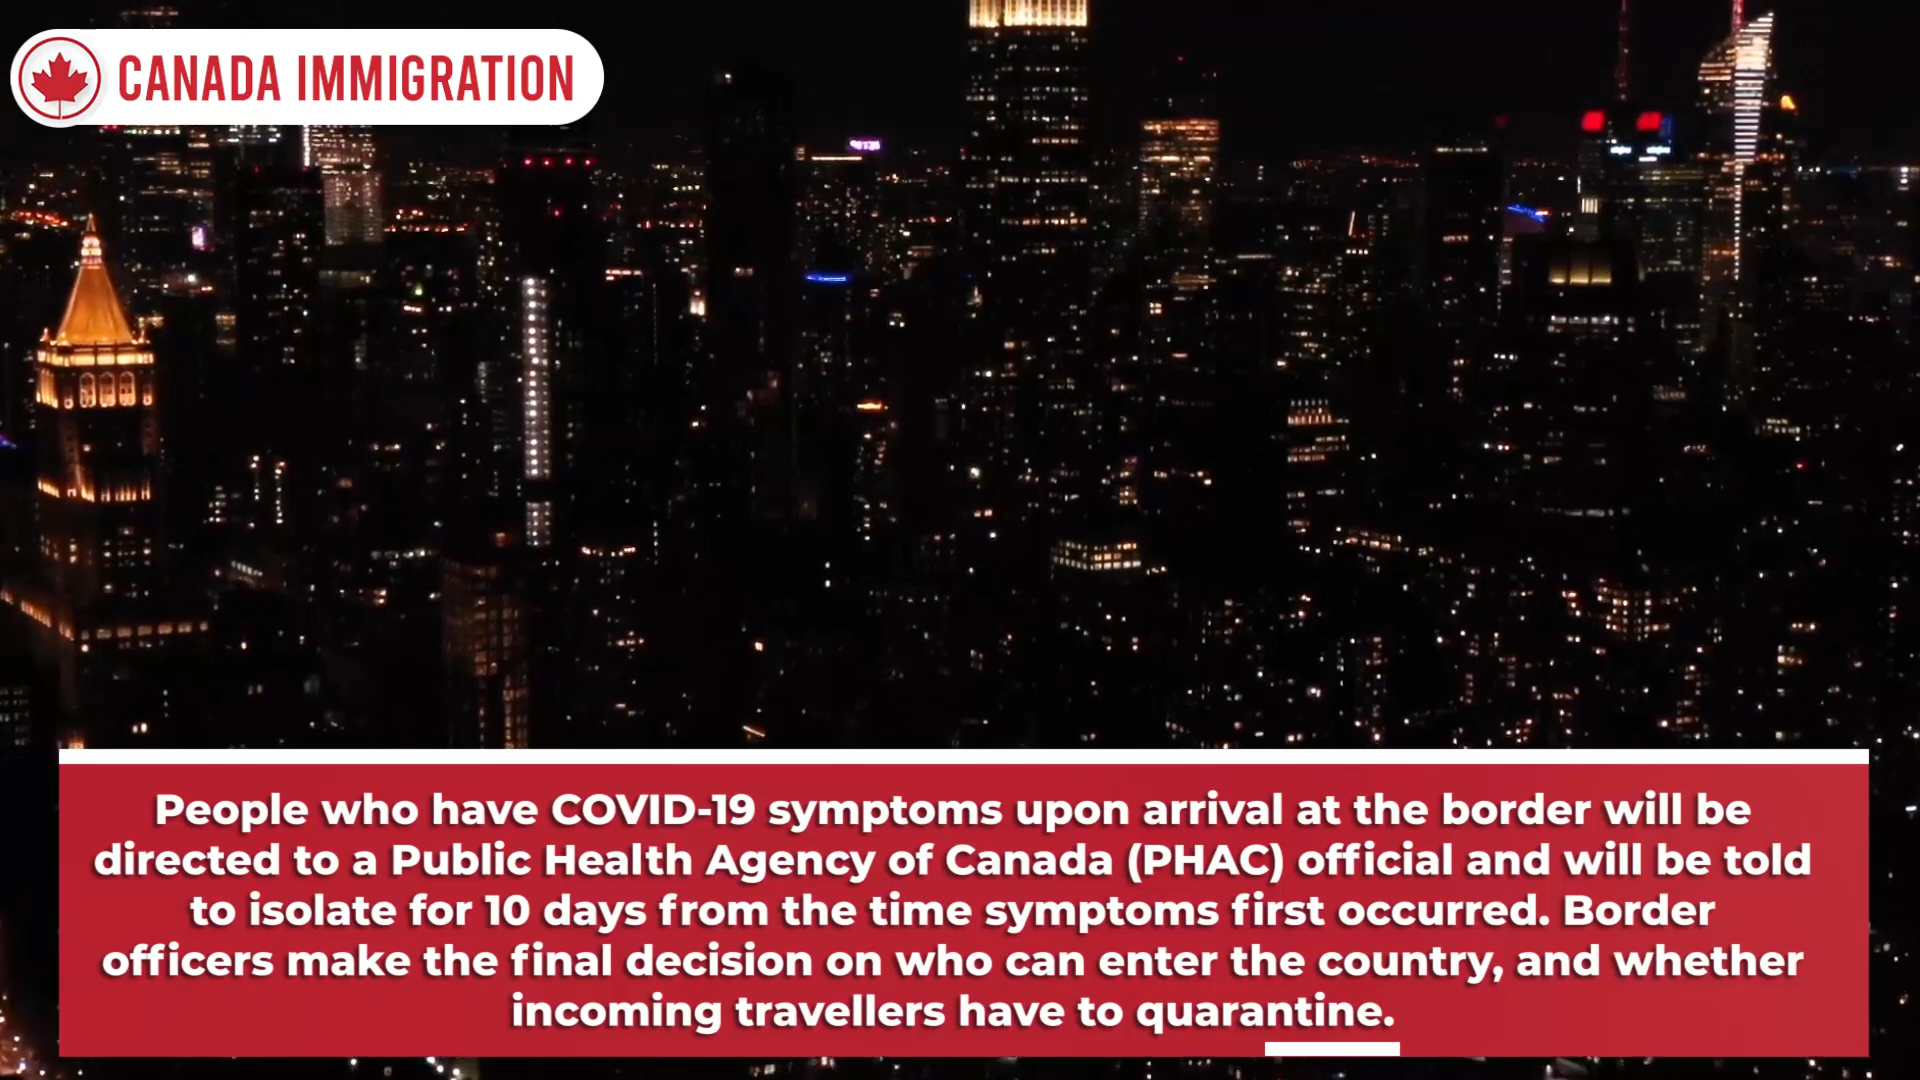 CANADA IMMIGRATION
People who have COVID-19 symptoms upon arrival at the border will be
directed to a Public Health Agency of Canada (PHAC) official and will be told
to isolate for 10 days from the time symptoms first occurred. Border
officers make the final decision on who can enter the country, and whether
incoming travellers have to quarantine.